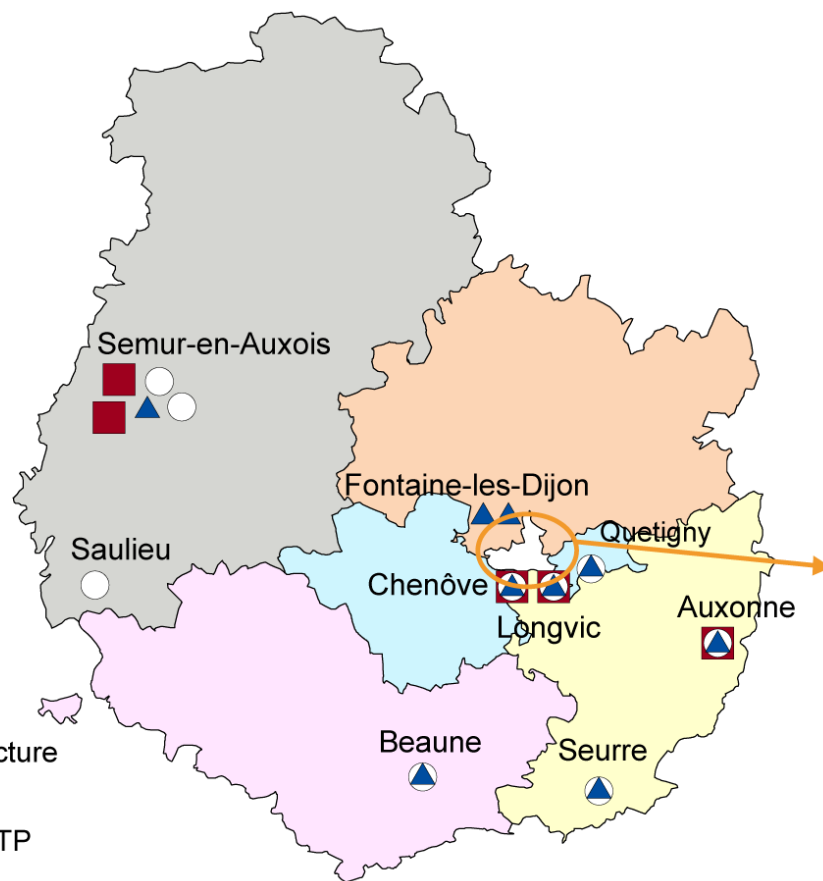 Semur-en-Auxois
Fontaine-les-Dijon
Quetigny
Saulieu
Chenôve
Auxonne
Longvic
cture
Beaune
Seurre
TP